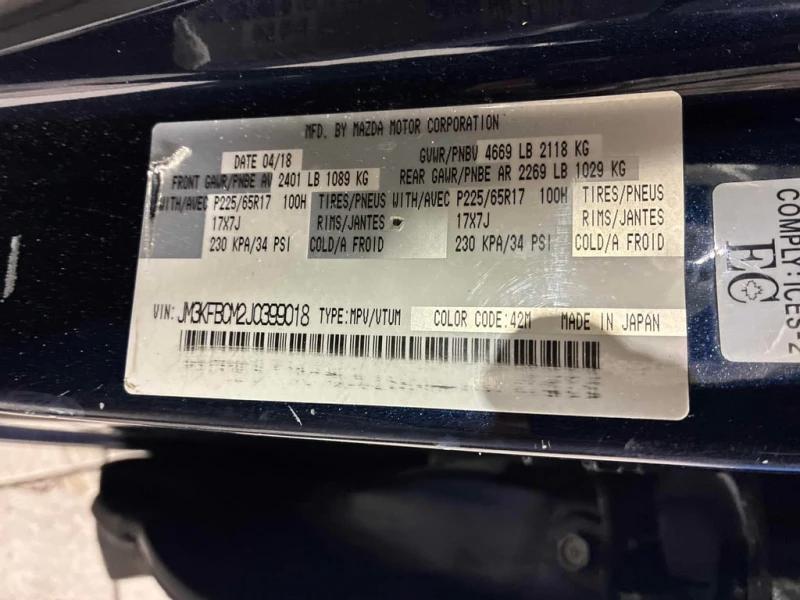 MFD. BY MAZDA MOTOR CORPORATION
DATE 04/18 GVWR/PNBV 4669 LB 2118 KG
FRONT GAWR/PNBE AV 2401 LB 1089 KG REAR GAWR/PNBE AR 2269 LB 1029 KG
WITH/AVEC P225/65R17 100H TIRES/PNEUS WITH/AVEC P225/65R17 100H TIRES/PNEUS
17X7J RIMS/JANTES 17X7J RIMS/JANTES
230 KPA/34 PSI COLD/A FROID 230 KPA/34 PSI COLD/A FROID
VIN: JM3KFBCM2J0399018 TYPE:MPV/VTUM COLOR CODE:42M MADE IN JAPAN
EC
COMPLY:ICES-2